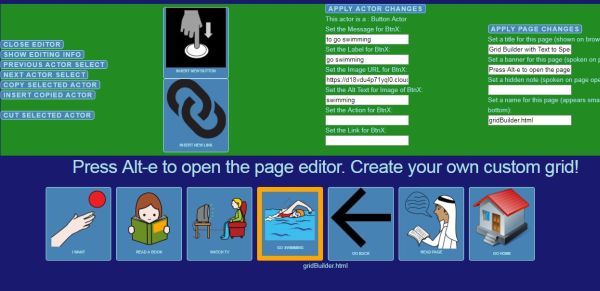 CLOSE EDITOR
SHOW EDITING INFO
PREVIOUS ACTOR SELECT
NEXT ACTOR SELECT
COPY SELECTED ACTOR
INSERT COPIED ACTOR
CUT SELECTED ACTOR
INSERT NEW BUTTON
INSERT NEW LINK
APPLY ACTOR CHANGES
This actor is a : Button Actor
Set the Message for BtnX:
to go swimming
Set the Label for BtnX:
go swimming
Set the Image URL for BtnX:
Set the Alt Text for Image of BtnX:
swimming
Set the Action for BtnX:
Set the Link for BtnX:
APPLY PAGE CHANGES
Set a title for this page (shown on brow
Grid Builder with Text to Spe
Set a banner for this page (spoken on p
Press Alt-e to open the page
Set a hidden note (spoken on page ope
Set a name for this page (appears smal
bottom):
gridBuilder.html
Press Alt-e to open the page editor. Create your own custom grid!
I WANT
READ A BOOK
WATCH TV
GO SWIMMING
GO BACK
READ PAGE
GO HOME
gridBuilder.html